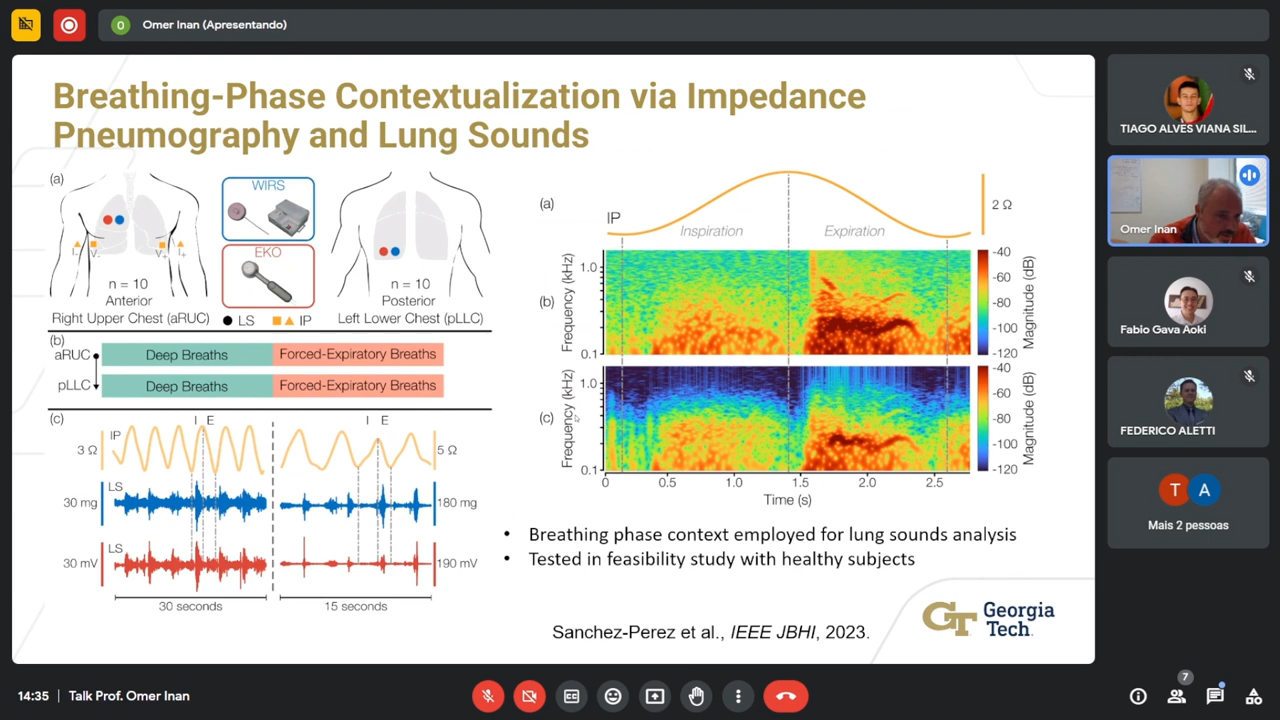 O
Omer Inan (Apresentando)
Breathing-Phase Contextualization via Impedance
Pneumography and Lung Sounds
(a)
WIRS
EKO
I-
V-
V+
I+
n = 10
Anterior
Right Upper Chest (aRUC)
n = 10
Posterior
Left Lower Chest (pLLC)
LS
IP
(b)
aRUC
Deep Breaths
Forced-Expiratory Breaths
pLLC
Deep Breaths
Forced-Expiratory Breaths
(c)
I
E
I
E
IP
3 Ω
5 Ω
LS
30 mg
180 mg
LS
30 mV
190 mV
30 seconds
15 seconds
(a)
IP
Inspiration
Expiration
2 Ω
(b)
Frequency (kHz)
1.0
0.1
-40
-60
-80
-100
-120
Magnitude (dB)
(c)
Frequency (kHz)
1.0
0.1
-40
-60
-80
-100
-120
Magnitude (dB)
0
0.5
1.0
1.5
2.0
2.5
Time (s)
• Breathing phase context employed for lung sounds analysis
• Tested in feasibility study with healthy subjects
Sanchez-Perez et al., IEEE JBHI, 2023.
GT
Georgia
Tech
TIAGO ALVES VIANA SIL...
Omer Inan
Fabio Gava Aoki
FEDERICO ALETTI
T
A
Mais 2 pessoas
14:35 | Talk Prof. Omer Inan
CC
7